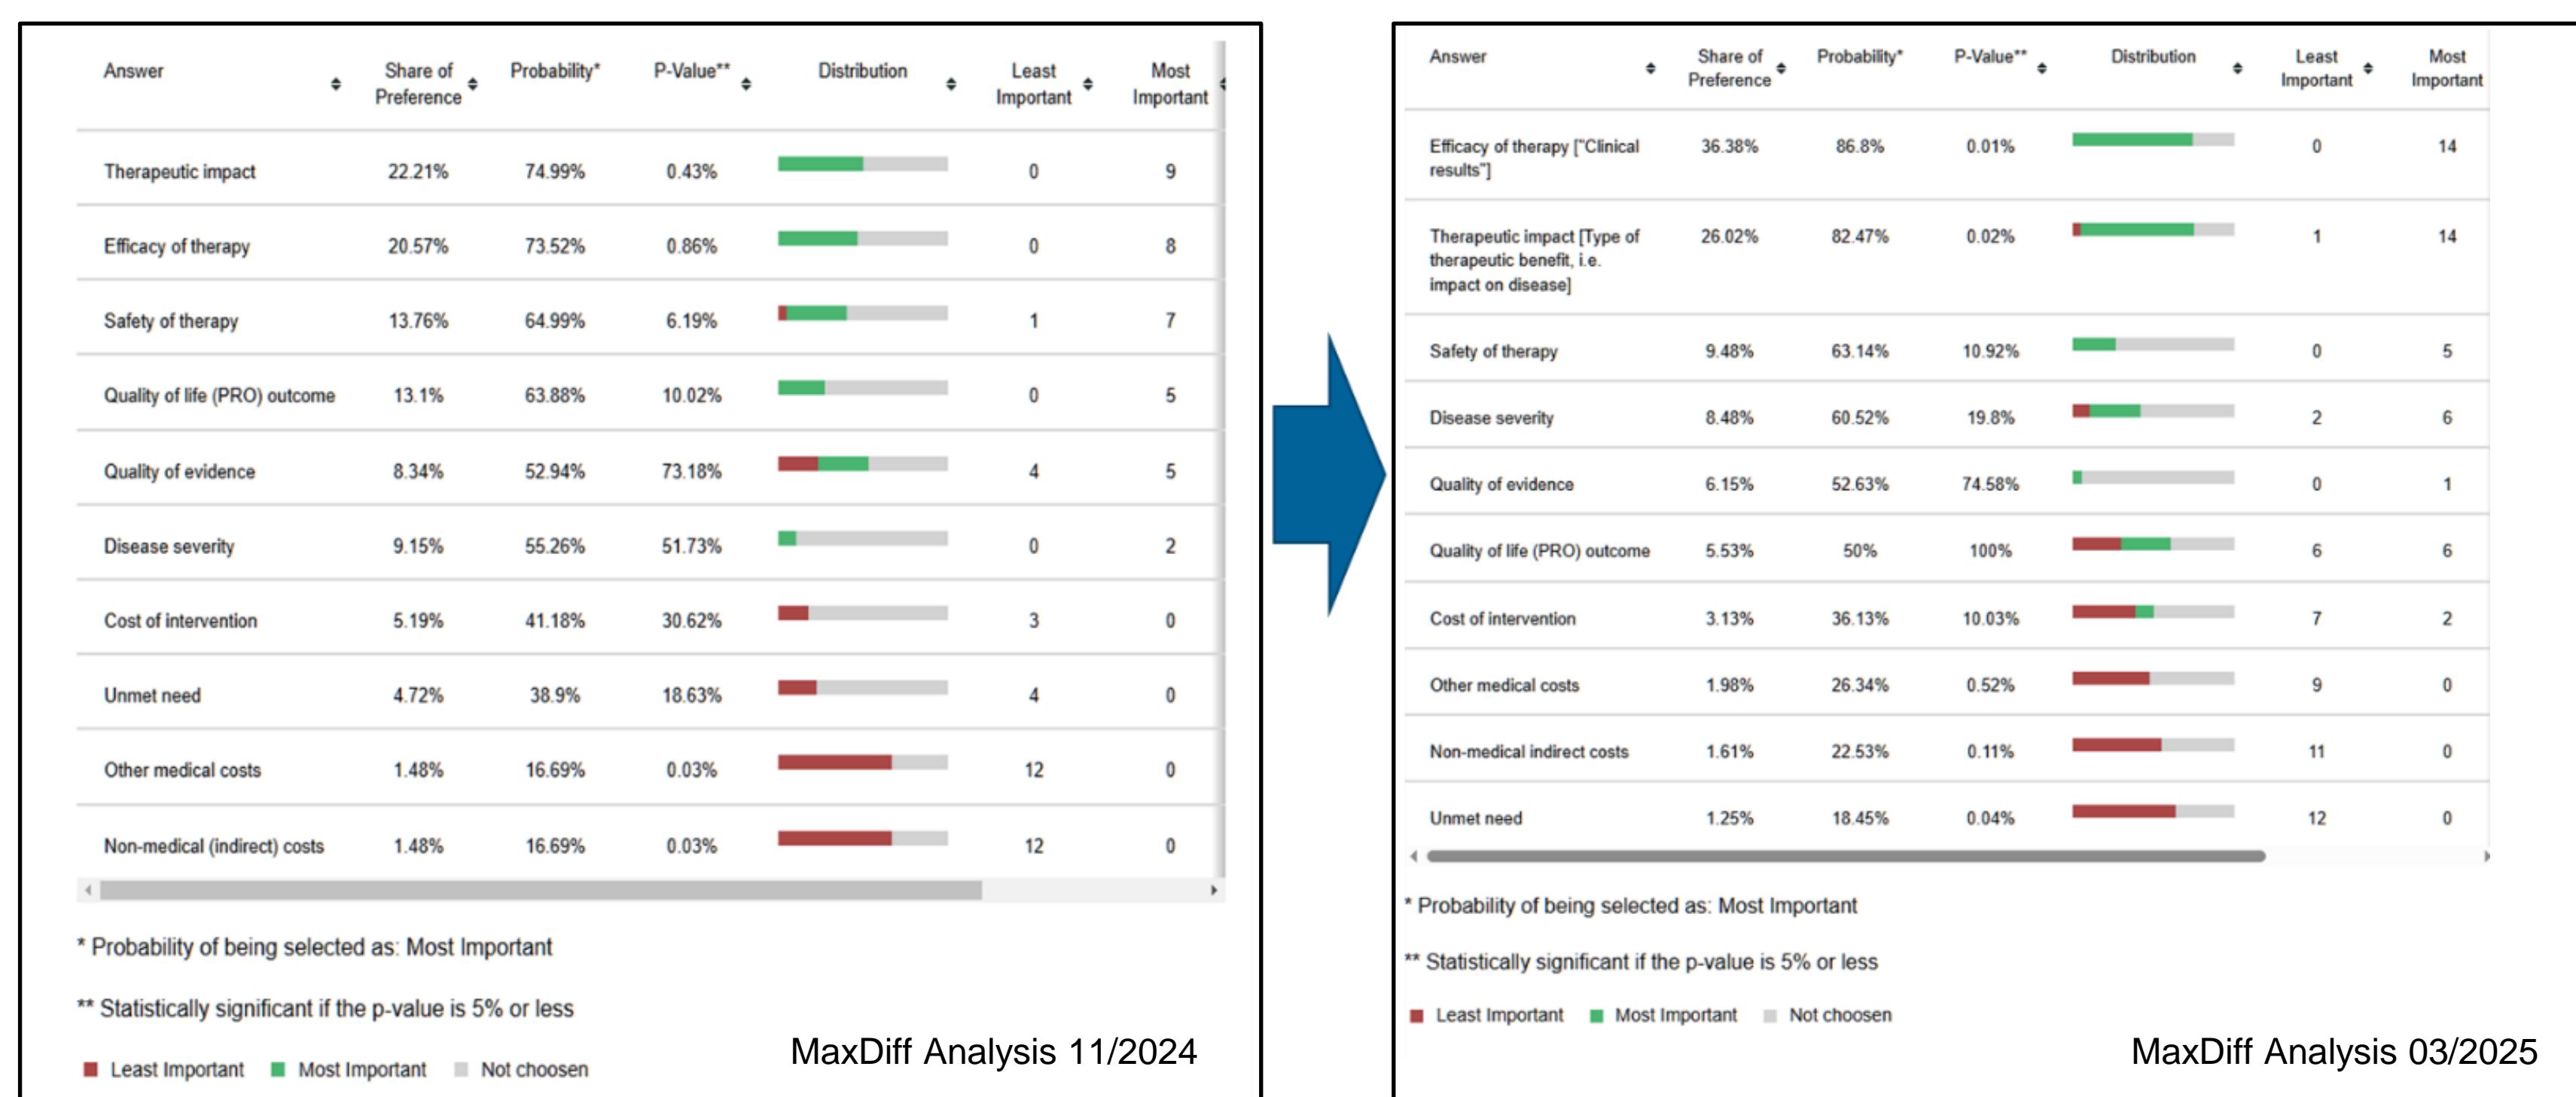 Answer Share of Preference Probability* P-Value** Distribution Least Important Most Important
Therapeutic impact 22.21% 74.99% 0.43% 0 9
Efficacy of therapy 20.57% 73.52% 0.86% 0 8
Safety of therapy 13.76% 64.99% 6.19% 1 7
Quality of life (PRO) outcome 13.1% 63.88% 10.02% 0 5
Quality of evidence 8.34% 52.94% 73.18% 4 5
Disease severity 9.15% 55.26% 51.73% 0 2
Cost of intervention 5.19% 41.18% 30.62% 3 0
Unmet need 4.72% 38.9% 18.63% 4 0
Other medical costs 1.48% 16.69% 0.03% 12 0
Non-medical (indirect) costs 1.48% 16.69% 0.03% 12 0
* Probability of being selected as: Most Important
** Statistically significant if the p-value is 5% or less
Least Important Most Important Not choosen
MaxDiff Analysis 11/2024
Answer Share of Preference Probability* P-Value** Distribution Least Important Most Important
Efficacy of therapy ["Clinical results"] 36.38% 86.8% 0.01% 0 14
Therapeutic impact [Type of therapeutic benefit, i.e. impact on disease] 26.02% 82.47% 0.02% 1 14
Safety of therapy 9.48% 63.14% 10.92% 0 5
Disease severity 8.48% 60.52% 19.8% 2 6
Quality of evidence 6.15% 52.63% 74.58% 0 1
Quality of life (PRO) outcome 5.53% 50% 100% 6 6
Cost of intervention 3.13% 36.13% 10.03% 7 2
Other medical costs 1.98% 26.34% 0.52% 9 0
Non-medical indirect costs 1.61% 22.53% 0.11% 11 0
Unmet need 1.25% 18.45% 0.04% 12 0
* Probability of being selected as: Most Important
** Statistically significant if the p-value is 5% or less
Least Important Most Important Not choosen
MaxDiff Analysis 03/2025